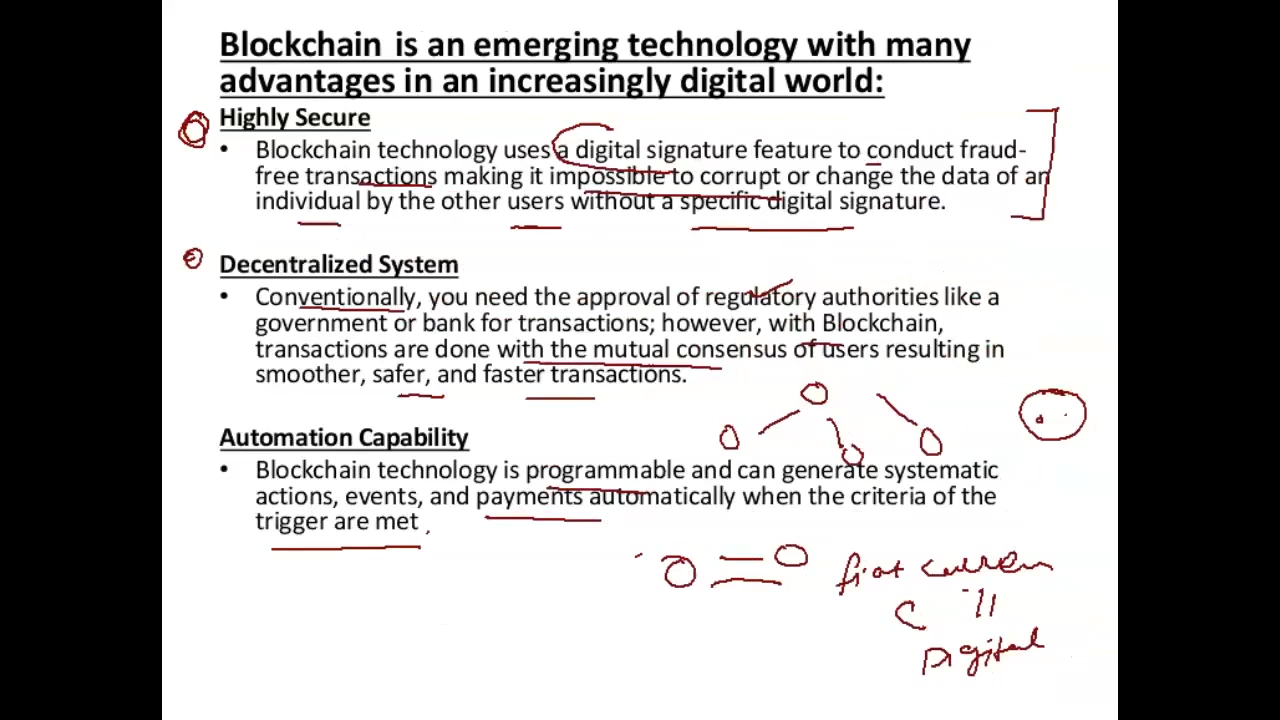 Blockchain is an emerging technology with many
advantages in an increasingly digital world:
Highly Secure
• Blockchain technology uses a digital signature feature to conduct fraud-
free transactions making it impossible to corrupt or change the data of an
individual by the other users without a specific digital signature.
Decentralized System
• Conventionally, you need the approval of regulatory authorities like a
government or bank for transactions; however, with Blockchain,
transactions are done with the mutual consensus of users resulting in
smoother, safer, and faster transactions.
Automation Capability
• Blockchain technology is programmable and can generate systematic
actions, events, and payments automatically when the criteria of the
trigger are met.
fiat
Digital